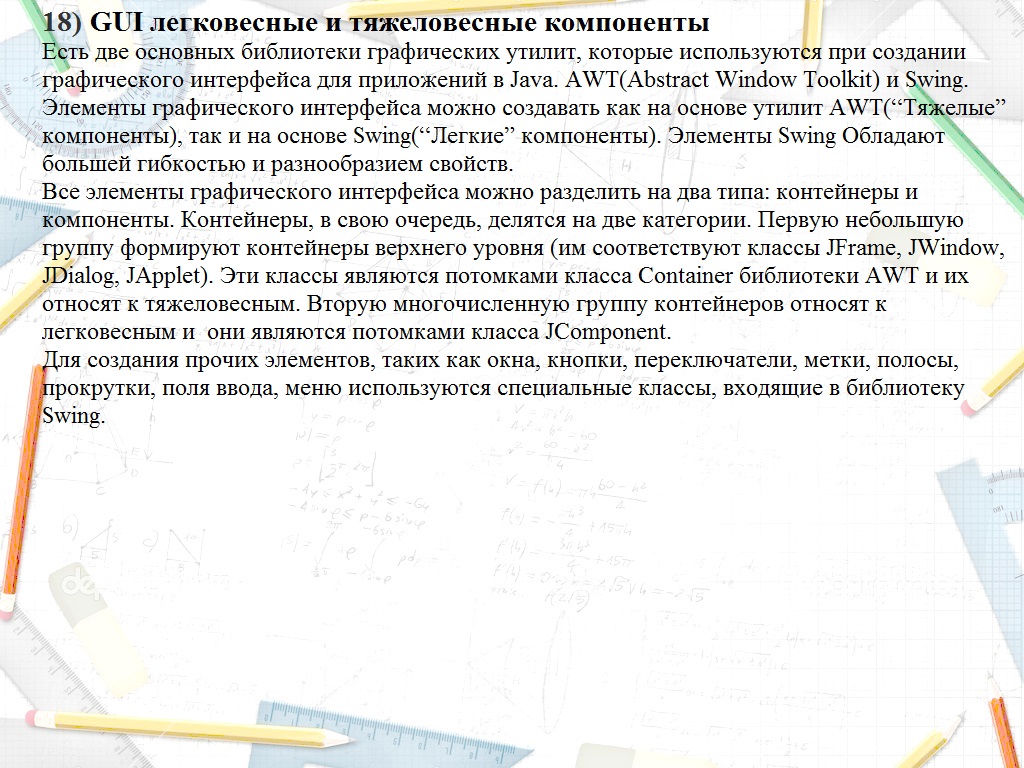 18) GUI легковесные и тяжеловесные компоненты
Есть две основных библиотеки графических утилит, которые используются при создании
графического интерфейса для приложений в Java. AWT(Abstract Window Toolkit) и Swing.
Элементы графического интерфейса можно создавать как на основе утилит AWT(“Тяжелые”
компоненты), так и на основе Swing(“Легкие” компоненты). Элементы Swing Обладают
большей гибкостью и разнообразием свойств.
Все элементы графического интерфейса можно разделить на два типа: контейнеры и
компоненты. Контейнеры, в свою очередь, делятся на две категории. Первую небольшую
группу формируют контейнеры верхнего уровня (им соответствуют классы JFrame, JWindow,
JDialog, JApplet). Эти классы являются потомками класса Container библиотеки AWT и их
относят к тяжеловесным. Вторую многочисленную группу контейнеров относят к
легковесным и  они являются потомками класса JComponent.
Для создания прочих элементов, таких как окна, кнопки, переключатели, метки, полосы,
прокрутки, поля ввода, меню используются специальные классы, входящие в библиотеку
Swing.